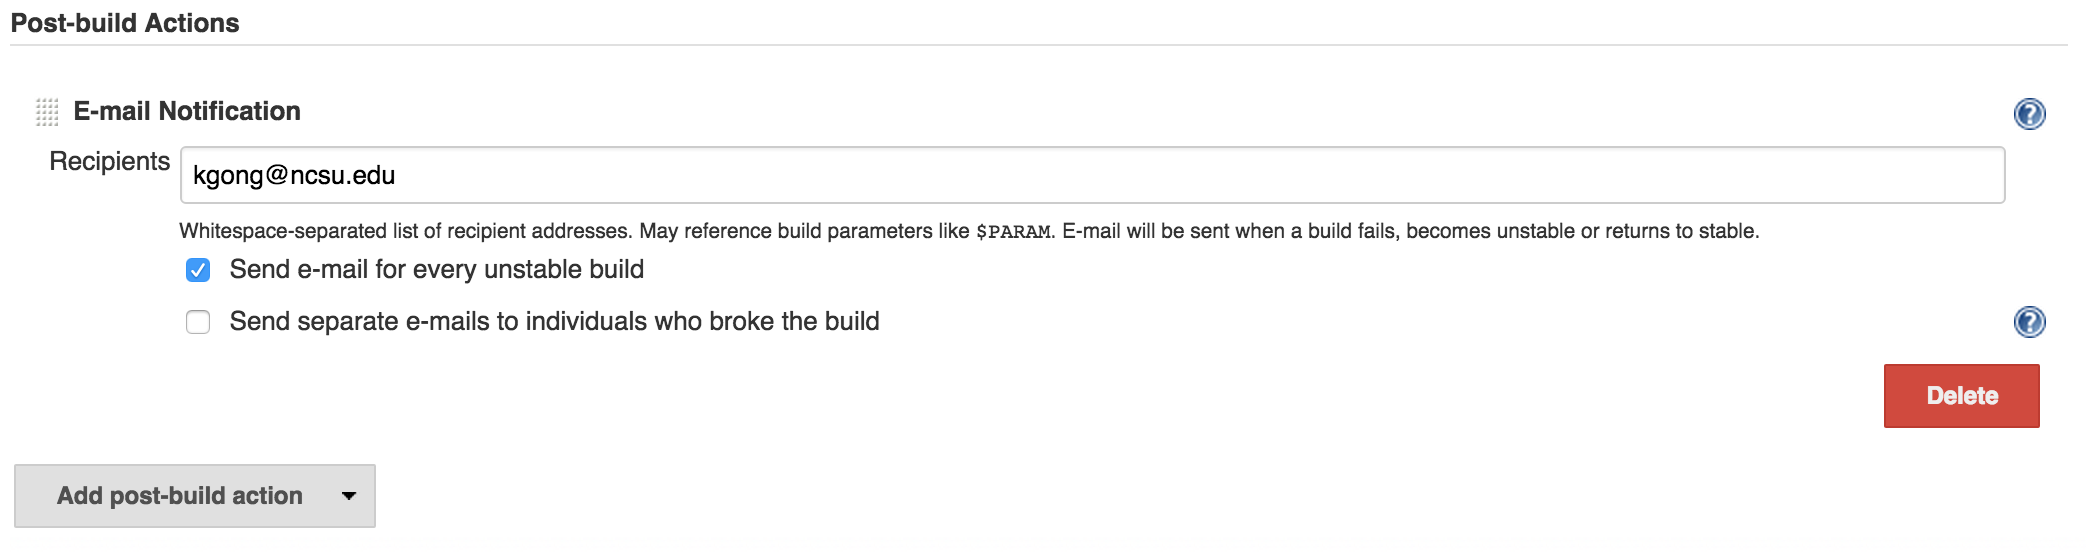 Post-build Actions
E-mail Notification
?
Recipients kgong@ncsu.edu
Whitespace-separated list of recipient addresses. May reference build parameters like $PARAM. E-mail will be sent when a build fails, becomes unstable or returns to stable.
Send e-mail for every unstable build
Send separate e-mails to individuals who broke the build
?
Delete
Add post-build action